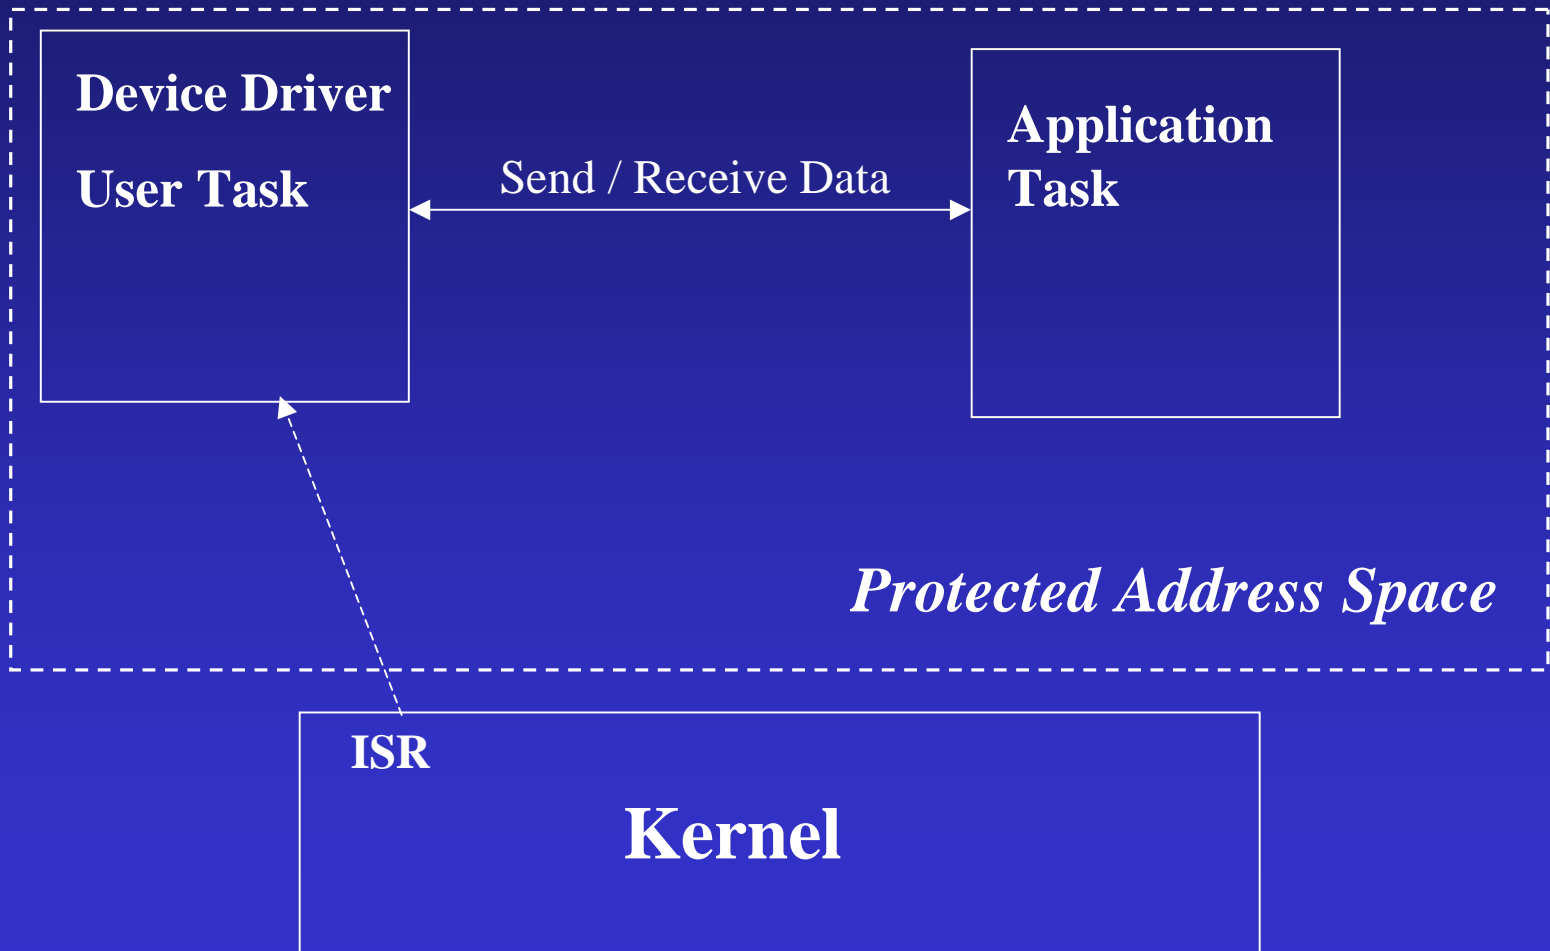 Device Driver
User Task
Send / Receive Data
Application
Task
Protected Address Space
ISR
Kernel